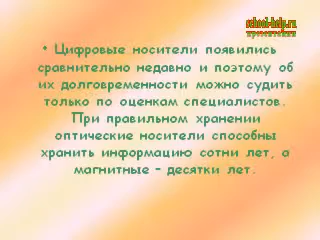 school-help.ru
презентации
• Цифровые носители появились
сравнительно недавно и поэтому об
их долговременности можно судить
только по оценкам специалистов.
При правильном хранении
оптические носители способны
хранить информацию сотни лет, а
магнитные – десятки лет.